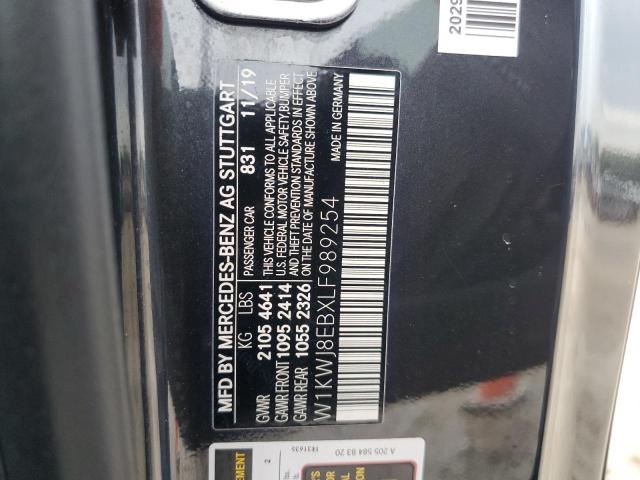 MFD BY MERCEDES-BENZ AG STUTTGART
KG LBS PASSENGER CAR 831 11/19
GVWR 2105 4641 THIS VEHICLE CONFORMS TO ALL APPLICABLE
GAWR FRONT 1095 2414 U.S. FEDERAL MOTOR VEHICLE SAFETY,BUMPER
GAWR REAR 1055 2326 AND THEFT PREVENTION STANDARDS IN EFFECT
ON THE DATE OF MANUFACTURE SHOWN ABOVE
W1KWJ8EBXLF989254 MADE IN GERMANY
2029
A 205 584 83 20